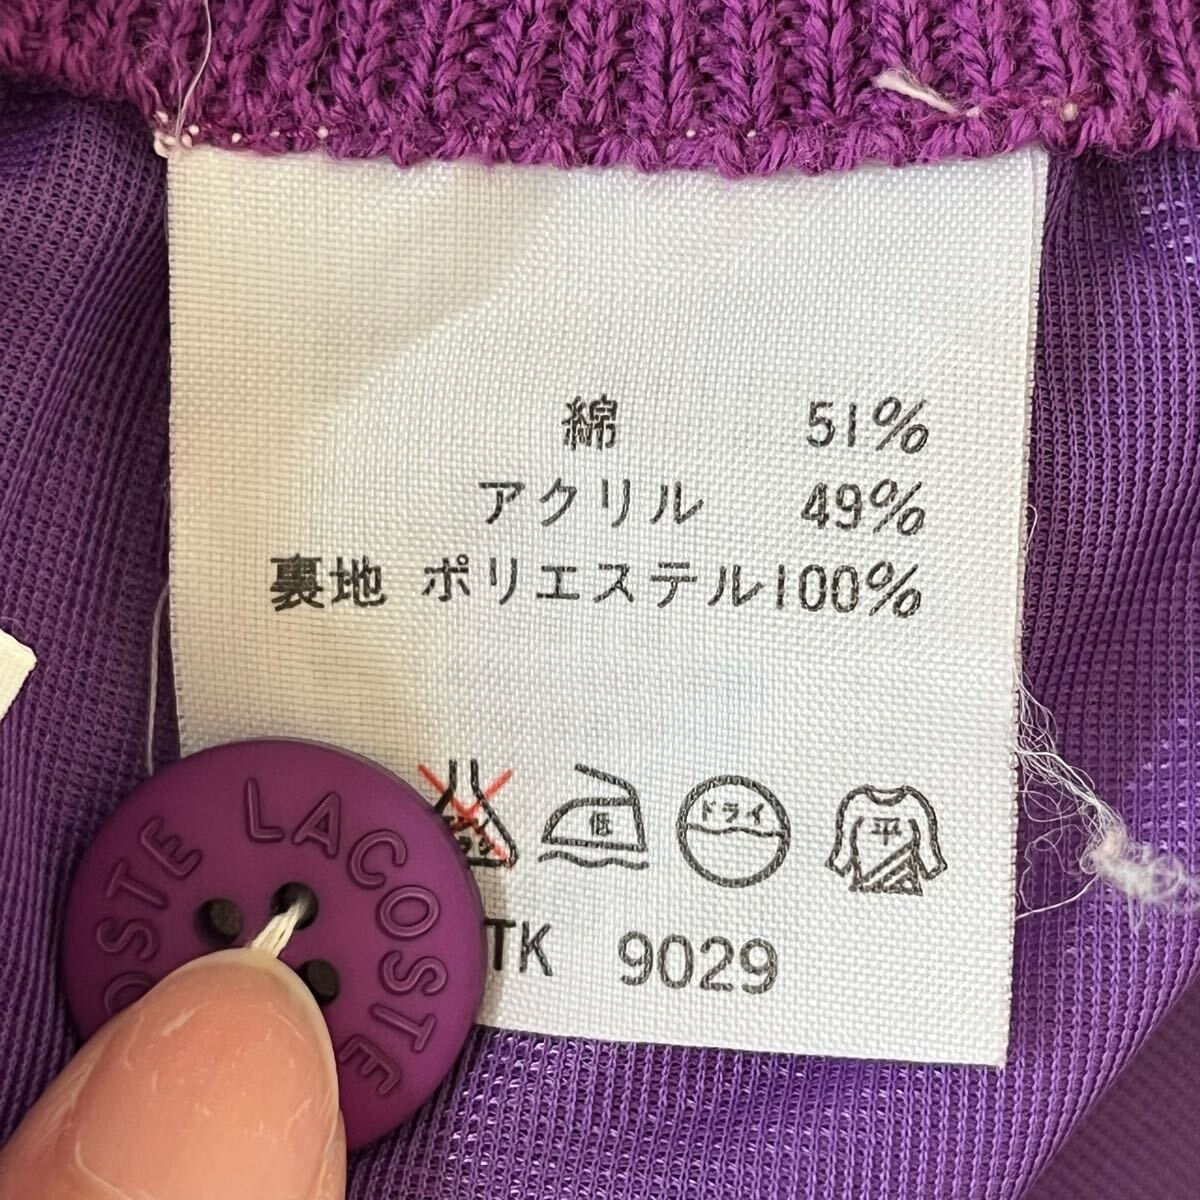 綿 51%
アクリル 49%
裏地 ポリエステル100%
低
ドライ
平
TK 9029
LACOSTE
LACOSTE